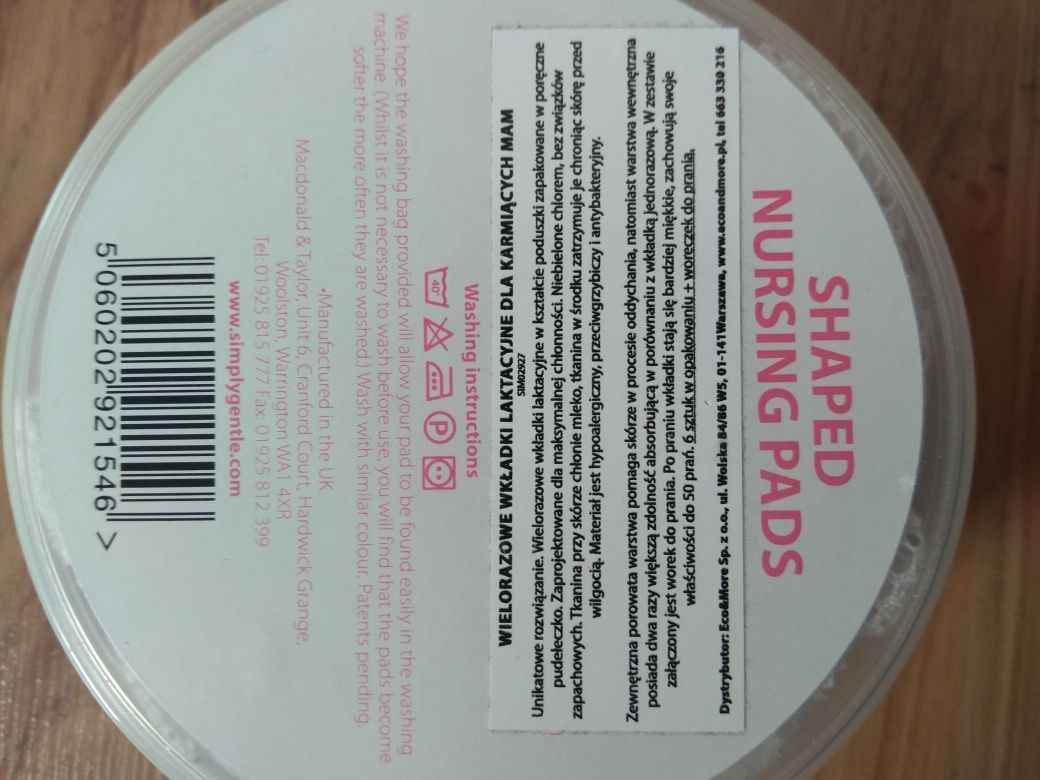 SHAPED
NURSING PADS
WIELORAZOWE WKŁADKI LAKTACYJNE DLA KARMIĄCYCH MAM
SIM02927
Unikatowe rozwiązanie. Wielorazowe wkładki laktacyjne w kształcie poduszki zapakowane w poręczne
pudełeczko. Zaprojektowane dla maksymalnej chłonności. Niebielone chlorem, bez związków
zapachowych. Tkanina przy skórze chłonie mleko, tkanina w środku zatrzymuje je chroniąc skórę przed
wilgocią. Materiał jest hypoalergiczny, przeciwgrzybiczy i antybakteryjny.
Zewnętrzna porowata warstwa pomaga skórze w procesie oddychania, natomiast warstwa wewnętrzna
posiada dwa razy większą zdolność absorbującą w porównaniu z wkładką jednorazową. W zestawie
załączony jest worek do prania. Po praniu wkładki stają się bardziej miękkie, zachowują swoje
właściwości do 50 prań. 6 sztuk w opakowaniu + woreczek do prania.
Dystrybutor: Eco&More Sp. z o.o., ul. Wolska 84/86 W5, 01-141Warszawa, www.ecoandmore.pl, tel 663 330 216
Washing instructions
40°
P
We hope the washing bag provided will allow your pad to be found easily in the washing
machine. (Whilst it is not necessary to wash before use, you will find that the pads become
softer the more often they are washed.) Wash with similar colour. Patents pending.
•Manufactured in the UK
Macdonald & Taylor, Unit 6, Cranford Court, Hardwick Grange,
Woolston, Warrington WA1 4XR
Tel: 01925 815 777 Fax: 01925 812 399
www.simplygentle.com
5 060202 921546 >